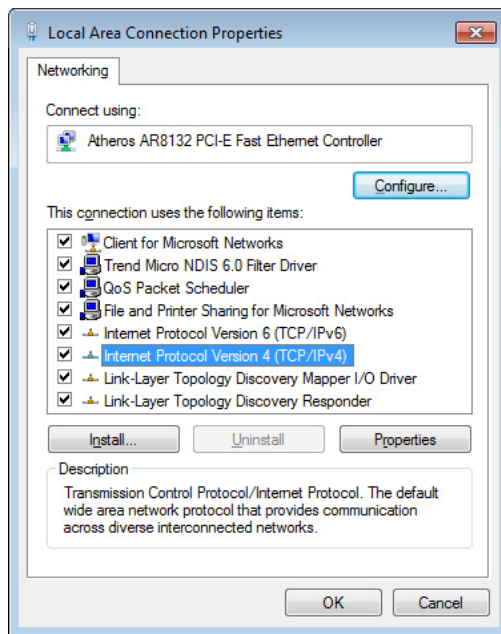 Local Area Connection Properties
Networking
Connect using:
Atheros AR8132 PCI-E Fast Ethernet Controller
Configure...
This connection uses the following items:
Client for Microsoft Networks
Trend Micro NDIS 6.0 Filter Driver
QoS Packet Scheduler
File and Printer Sharing for Microsoft Networks
Internet Protocol Version 6 (TCP/IPv6)
Internet Protocol Version 4 (TCP/IPv4)
Link-Layer Topology Discovery Mapper I/O Driver
Link-Layer Topology Discovery Responder
Install...
Uninstall
Properties
Description
Transmission Control Protocol/Internet Protocol. The default
wide area network protocol that provides communication
across diverse interconnected networks.
OK
Cancel